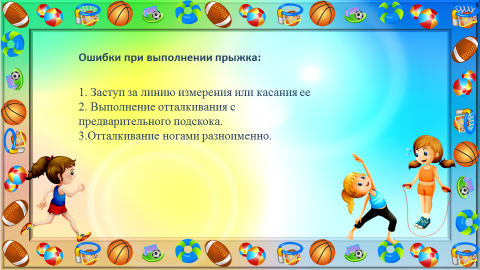 Ошибки при выполнении прыжка:
1. Заступ за линию измерения или касания ее
2. Выполнение отталкивания с
предварительного подскока.
3.Отталкивание ногами разноименно.